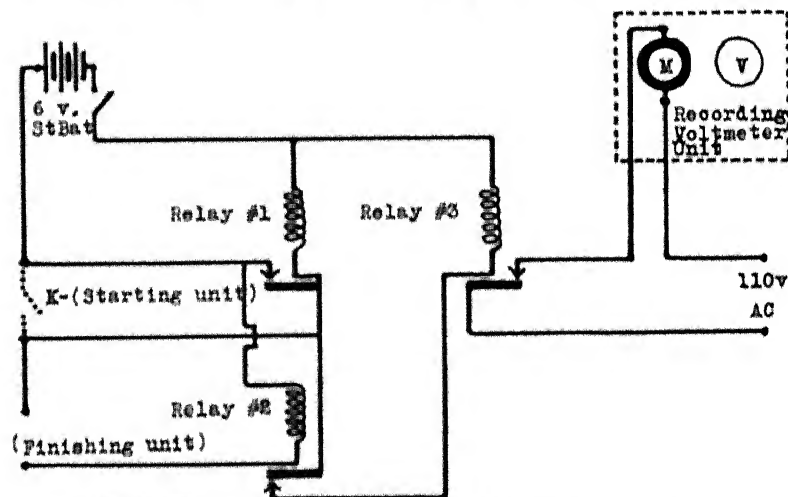 6 v.
StBat
M
V
Recording
Voltmeter
Unit
Relay #1
Relay #3
K-(Starting unit)
110v
AC
Relay #2
(Finishing unit)